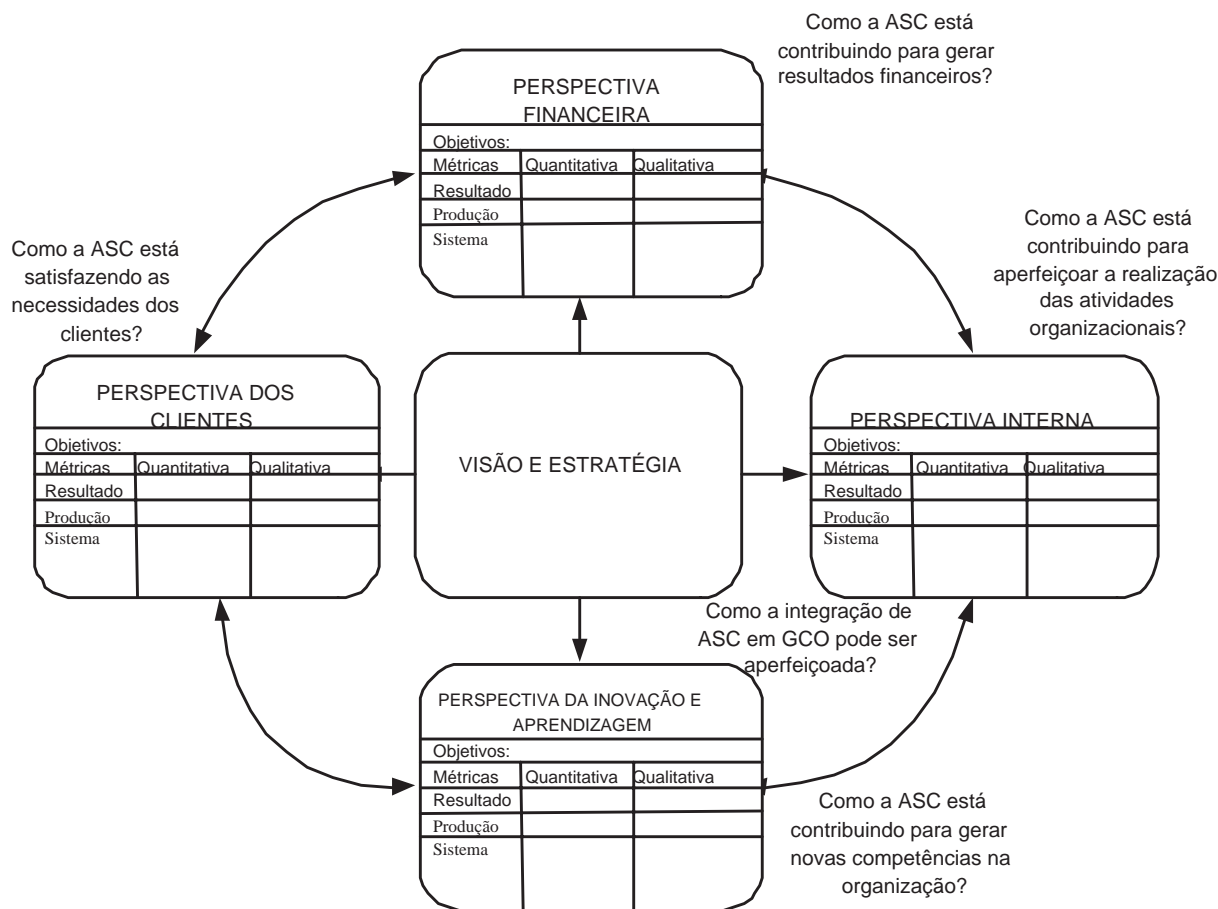 Como a ASC está
contribuindo para gerar
resultados financeiros?
PERSPECTIVA
FINANCEIRA
Objetivos:
Métricas Quantitativa Qualitativa
Resultado
Produção
Sistema
Como a ASC está
satisfazendo as
necessidades dos
clientes?
Como a ASC está
contribuindo para
aperfeiçoar a realização
das atividades
organizacionais?
PERSPECTIVA DOS
CLIENTES
Objetivos:
Métricas Quantitativa Qualitativa
Resultado
Produção
Sistema
VISÃO E ESTRATÉGIA
PERSPECTIVA INTERNA
Objetivos:
Métricas Quantitativa Qualitativa
Resultado
Produção
Sistema
Como a integração de
ASC em GCO pode ser
aperfeiçoada?
PERSPECTIVA DA INOVAÇÃO E
APRENDIZAGEM
Objetivos:
Métricas Quantitativa Qualitativa
Resultado
Produção
Sistema
Como a ASC está
contribuindo para gerar
novas competências na
organização?